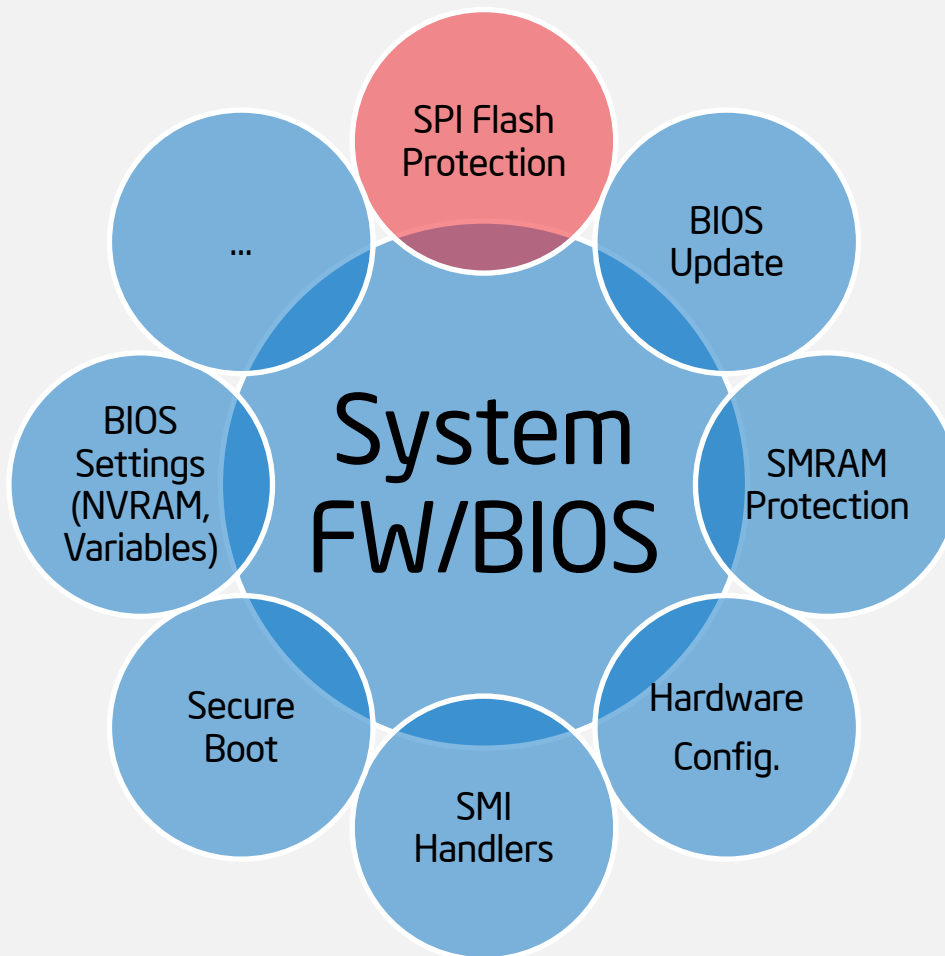 SPI Flash
Protection
BIOS
Update
SMRAM
Protection
Hardware
Config.
SMI
Handlers
Secure
Boot
BIOS
Settings
(NVRAM,
Variables)
...
System
FW/BIOS